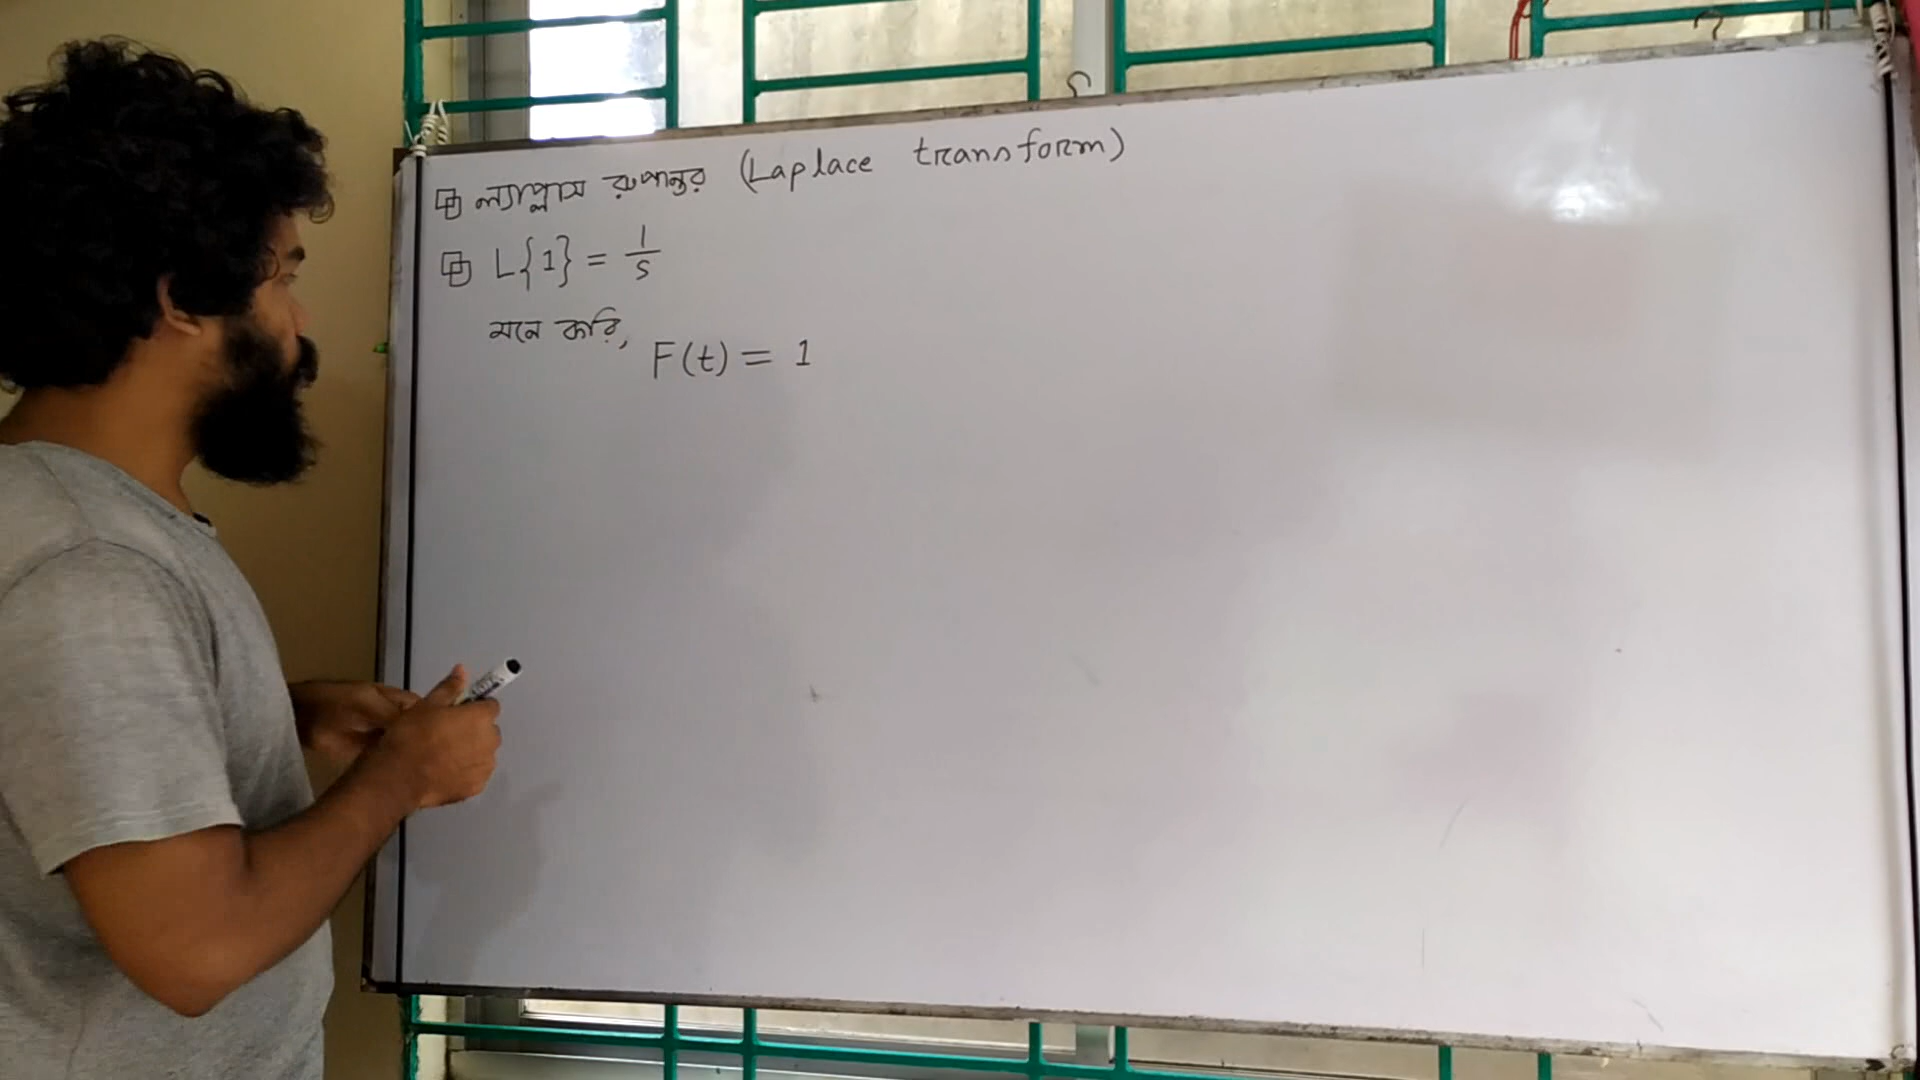 ল্যাপ্লাস রুপান্তর (Laplace transform)
L{1} = 1/s
মনে করি,
F(t) = 1